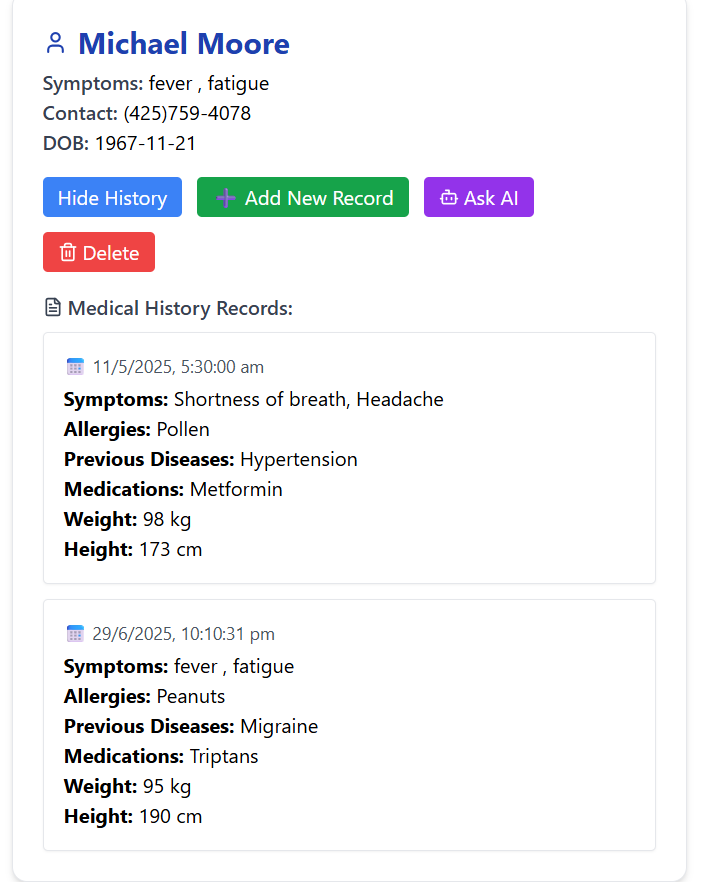 Michael Moore
Symptoms: fever , fatigue
Contact: (425)759-4078
DOB: 1967-11-21
Hide History
Add New Record
Ask AI
Delete
Medical History Records:
11/5/2025, 5:30:00 am
Symptoms: Shortness of breath, Headache
Allergies: Pollen
Previous Diseases: Hypertension
Medications: Metformin
Weight: 98 kg
Height: 173 cm
29/6/2025, 10:10:31 pm
Symptoms: fever , fatigue
Allergies: Peanuts
Previous Diseases: Migraine
Medications: Triptans
Weight: 95 kg
Height: 190 cm